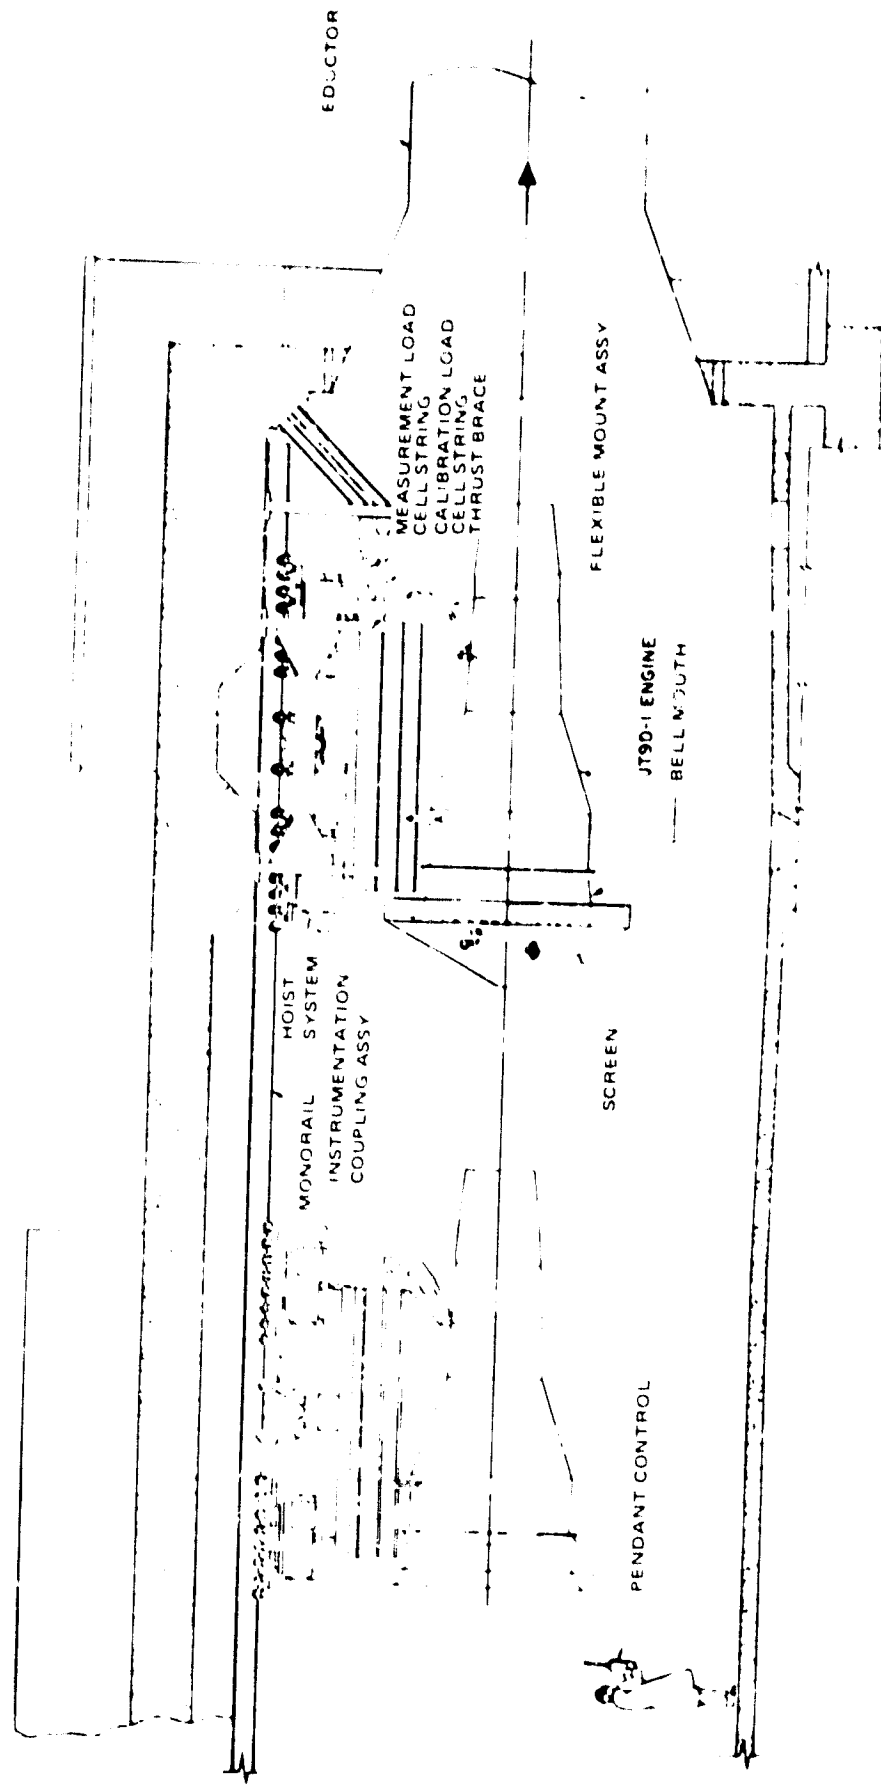 EDUCTOR
MEASUREMENT LOAD
CELL STRING
CALIBRATION LOAD
CELL STRING
THRUST BRACE
FLEXIBLE MOUNT ASSY
JT9D-1 ENGINE
BELL MOUTH
HOIST
SYSTEM
MONORAIL
INSTRUMENTATION
COUPLING ASSY
SCREEN
PENDANT CONTROL